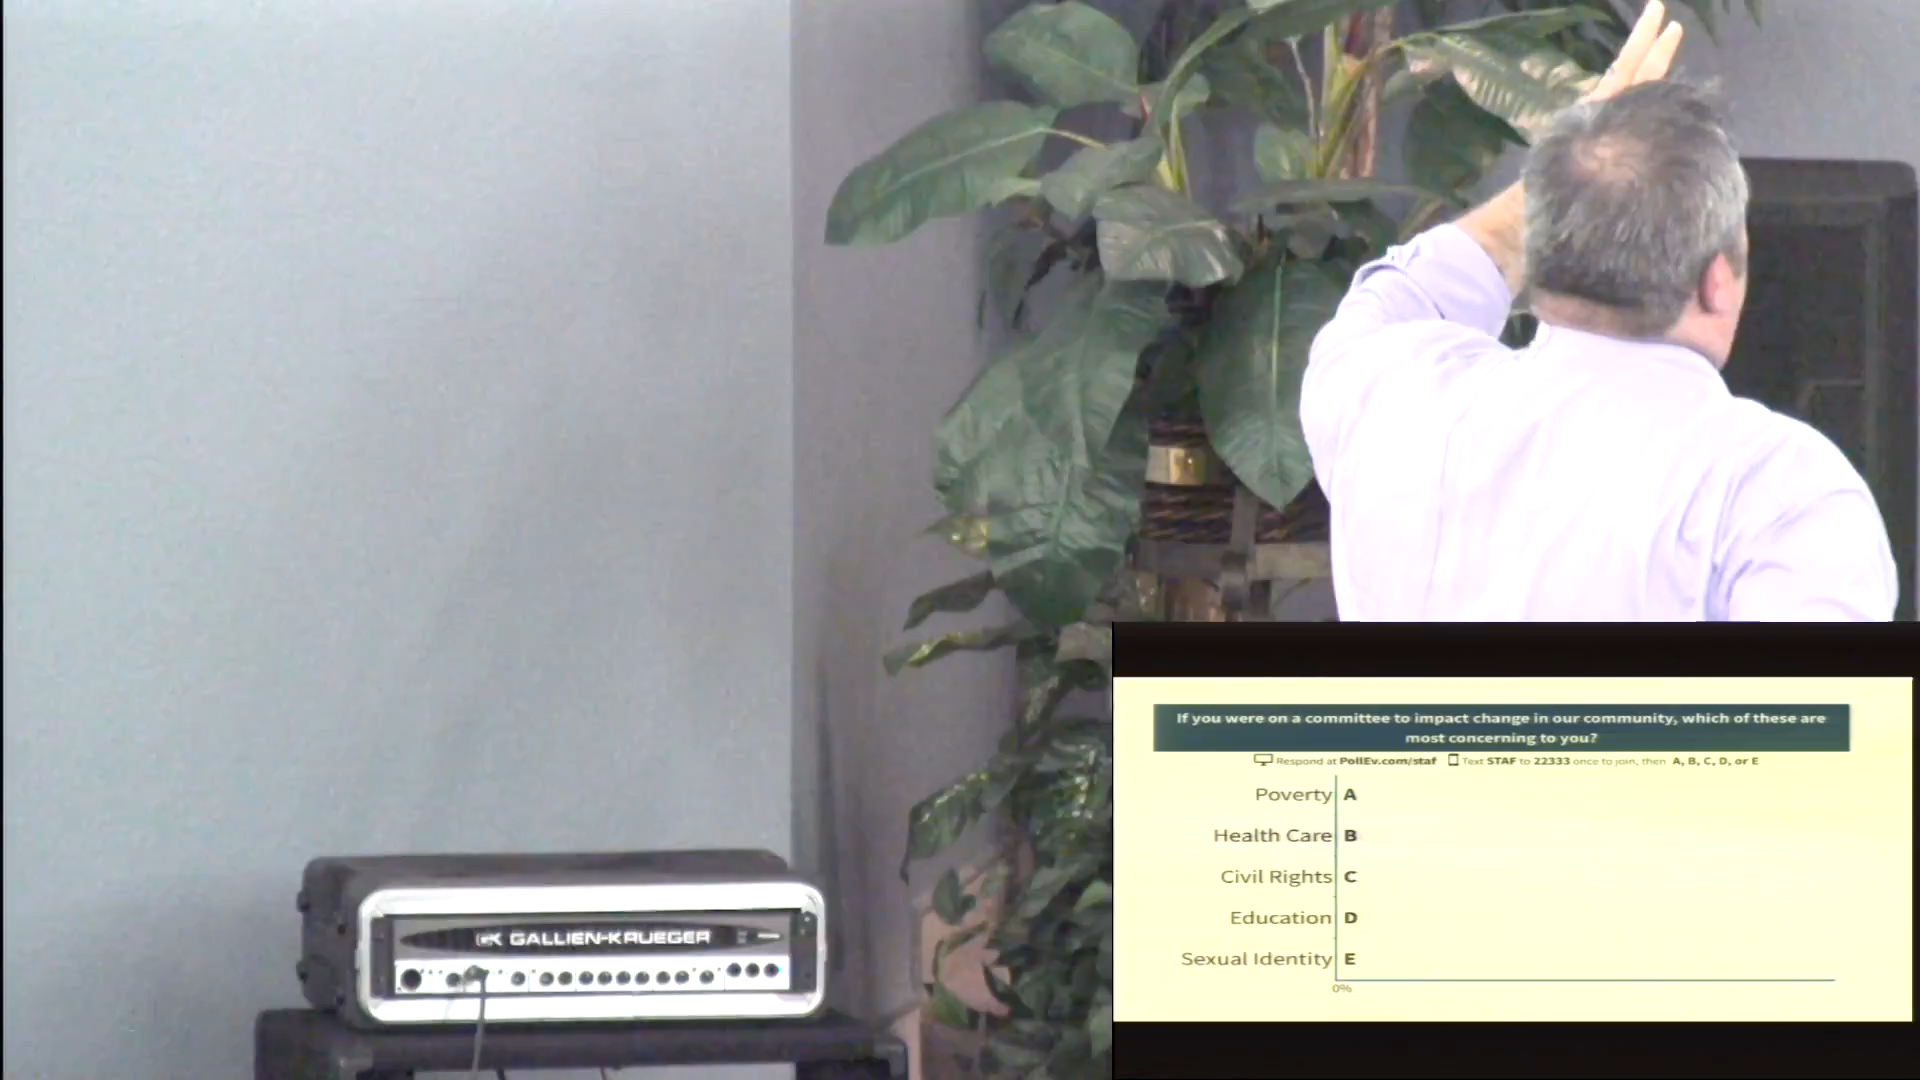 GK GALLIEN-KRUEGER
If you were on a committee to impact change in our community, which of these are
most concerning to you?
Respond at PollEv.com/staf Text STAF to 22333 once to join, then A, B, C, D, or E
Poverty A
Health Care B
Civil Rights C
Education D
Sexual Identity E
0%